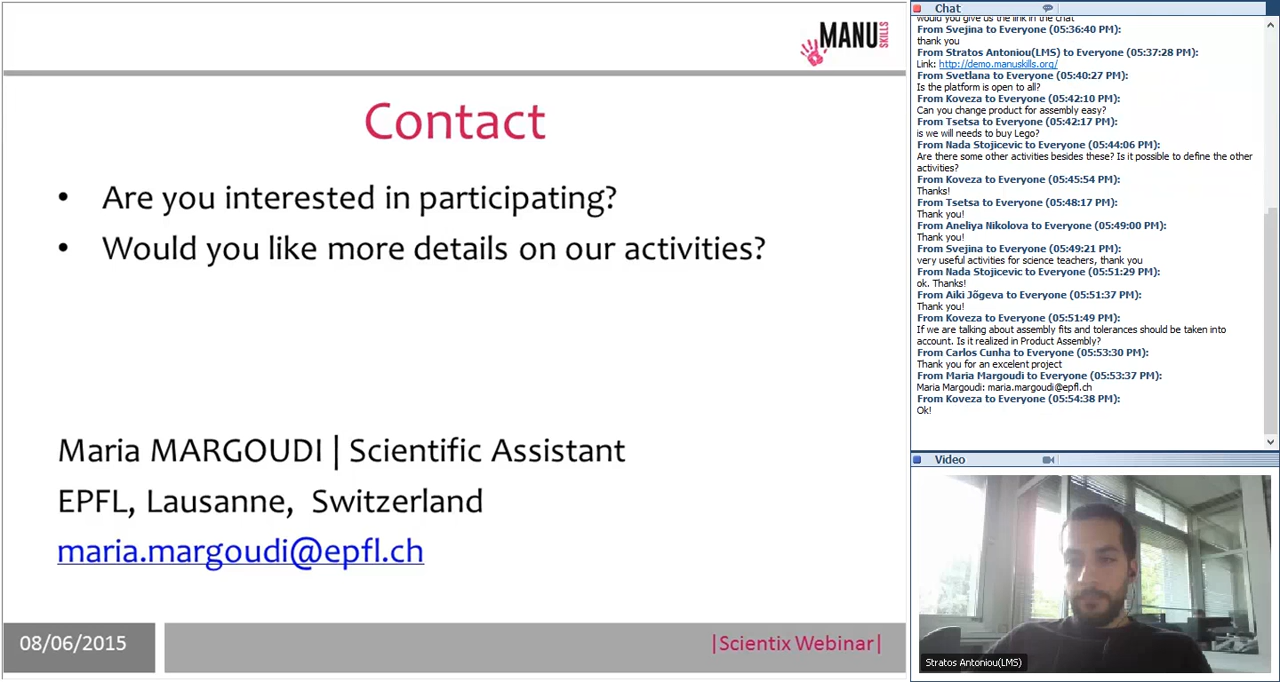 MANU
SKILLS
Contact
• Are you interested in participating?
• Would you like more details on our activities?
Maria MARGOUDI | Scientific Assistant
EPFL, Lausanne, Switzerland
maria.margoudi@epfl.ch
08/06/2015
|Scientix Webinar|
Chat
would you give us the link in the chat
From Svejina to Everyone (05:36:40 PM):
thank you
From Stratos Antoniou(LMS) to Everyone (05:37:28 PM):
Link: http://demo.manuskills.org/
From Svetlana to Everyone (05:40:27 PM):
Is the platform is open to all?
From Koveza to Everyone (05:42:10 PM):
Can you change product for assembly easy?
From Tsetsa to Everyone (05:42:17 PM):
is we will needs to buy Lego?
From Nada Stojicevic to Everyone (05:44:06 PM):
Are there some other activities besides these? Is it possible to define the other
activities?
From Koveza to Everyone (05:45:54 PM):
Thanks!
From Tsetsa to Everyone (05:48:17 PM):
Thank you!
From Aneliya Nikolova to Everyone (05:49:00 PM):
Thank you!
From Svejina to Everyone (05:49:21 PM):
very useful activities for science teachers, thank you
From Nada Stojicevic to Everyone (05:51:29 PM):
ok. Thanks!
From Aiki Jõgeva to Everyone (05:51:37 PM):
Thank you!
From Koveza to Everyone (05:51:49 PM):
If we are talking about assembly fits and tolerances should be taken into
account. Is it realized in Product Assembly?
From Carlos Cunha to Everyone (05:53:30 PM):
Thank you for an excelent project
From Maria Margoudi to Everyone (05:53:37 PM):
Maria Margoudi: maria.margoudi@epfl.ch
From Koveza to Everyone (05:54:38 PM):
Ok!
Video
Stratos Antoniou(LMS)